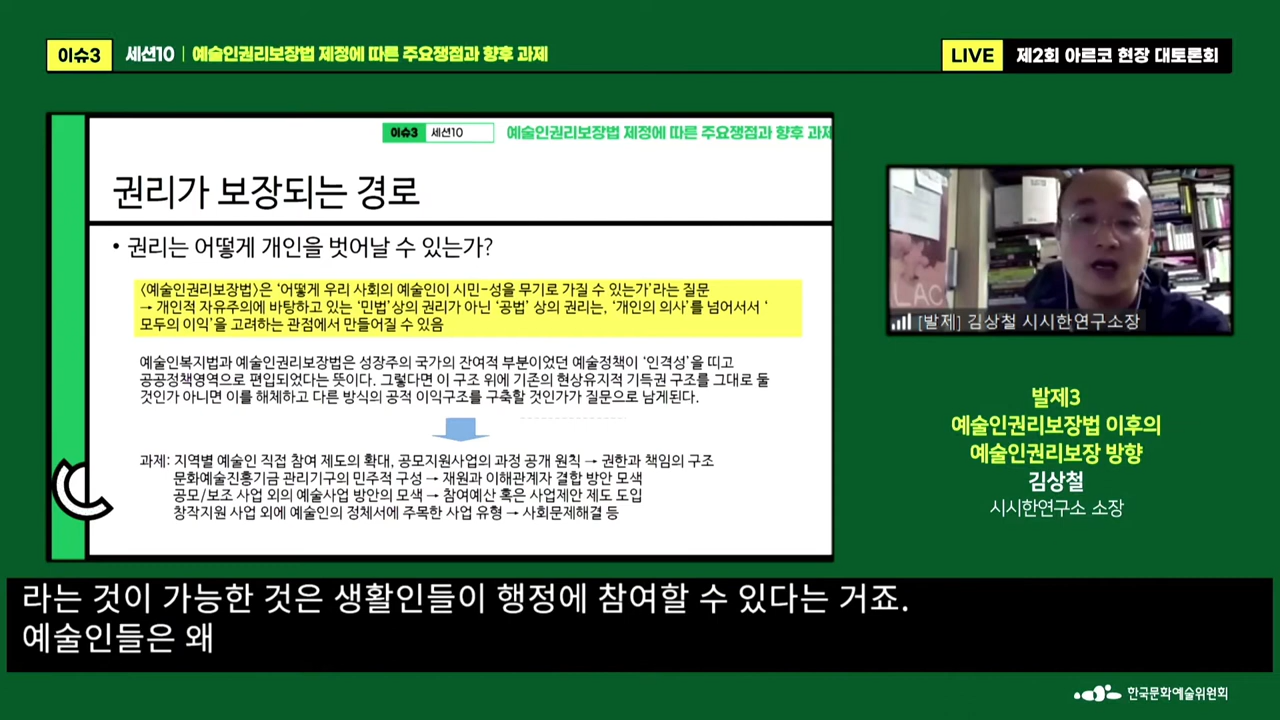 이슈3 세션10 | 예술인권리보장법 제정에 따른 주요쟁점과 향후 과제
LIVE 제2회 아르코 현장 대토론회
이슈3 세션10 예술인권리보장법 제정에 따른 주요쟁점과 향후 과제
권리가 보장되는 경로
• 권리는 어떻게 개인을 벗어날 수 있는가?
<예술인권리보장법>은 '어떻게 우리 사회의 예술인이 시민-성을 무기로 가질 수 있는가'라는 질문
→ 개인적 자유주의에 바탕하고 있는 '민법'상의 권리가 아닌 '공법' 상의 권리는, '개인의 의사'를 넘어서서 '
모두의 이익'을 고려하는 관점에서 만들어질 수 있음
예술인복지법과 예술인권리보장법은 성장주의 국가의 잔여적 부분이었던 예술정책이 '인격성'을 띠고
공공정책영역으로 편입되었다는 뜻이다. 그렇다면 이 구조 위에 기존의 현상유지적 기득권 구조를 그대로 둘
것인가 아니면 이를 해체하고 다른 방식의 공적 이익구조를 구축할 것인가가 질문으로 남게된다.
과제: 지역별 예술인 직접 참여 제도의 확대, 공모지원사업의 과정 공개 원칙 → 권한과 책임의 구조
문화예술진흥기금 관리기구의 민주적 구성 → 재원과 이해관계자 결합 방안 모색
공모/보조 사업 외의 예술사업 방안의 모색 → 참여예산 혹은 사업제안 제도 도입
창작지원 사업 외에 예술인의 정체서에 주목한 사업 유형 → 사회문제해결 등
LAC
[발제] 김상철 시시한연구소장
발제3
예술인권리보장법 이후의
예술인권리보장 방향
김상철
시시한연구소 소장
라는 것이 가능한 것은 생활인들이 행정에 참여할 수 있다는 거죠.
예술인들은 왜
한국문화예술위원회